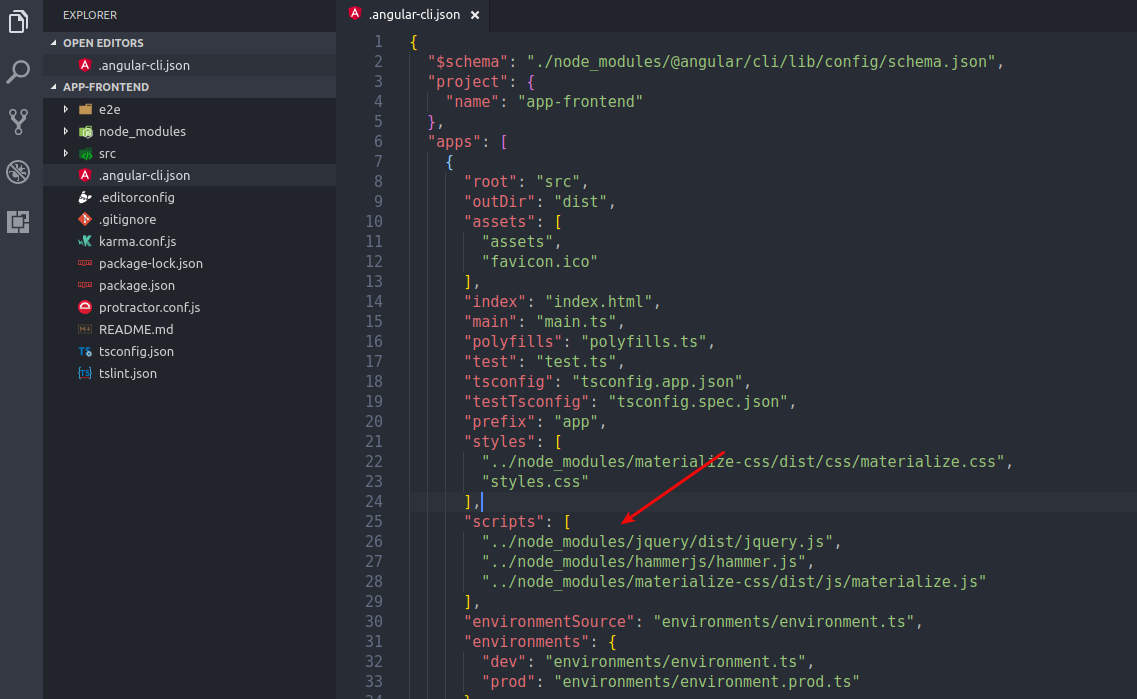 EXPLORER
OPEN EDITORS
.angular-cli.json
APP-FRONTEND
e2e
node_modules
src
.angular-cli.json
.editorconfig
.gitignore
karma.conf.js
package-lock.json
package.json
protractor.conf.js
README.md
tsconfig.json
tslint.json
.angular-cli.json ×
1 {
2 "$schema": "./node_modules/@angular/cli/lib/config/schema.json",
3 "project": {
4 "name": "app-frontend"
5 },
6 "apps": [
7 {
8 "root": "src",
9 "outDir": "dist",
10 "assets": [
11 "assets",
12 "favicon.ico"
13 ],
14 "index": "index.html",
15 "main": "main.ts",
16 "polyfills": "polyfills.ts",
17 "test": "test.ts",
18 "tsconfig": "tsconfig.app.json",
19 "testTsconfig": "tsconfig.spec.json",
20 "prefix": "app",
21 "styles": [
22 "../node_modules/materialize-css/dist/css/materialize.css",
23 "styles.css"
24 ],
25 "scripts": [
26 "../node_modules/jquery/dist/jquery.js",
27 "../node_modules/hammerjs/hammer.js",
28 "../node_modules/materialize-css/dist/js/materialize.js"
29 ],
30 "environmentSource": "environments/environment.ts",
31 "environments": {
32 "dev": "environments/environment.ts",
33 "prod": "environments/environment.prod.ts"